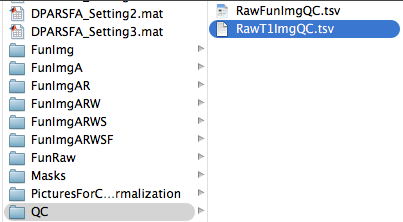 DPARSFA_Setting2.mat
DPARSFA_Setting3.mat
FunImg
FunImgA
FunImgAR
FunImgARW
FunImgARWS
FunImgARWSF
FunRaw
Masks
PicturesForC...rmalization
QC
RawFunImgQC.tsv
RawT1ImgQC.tsv